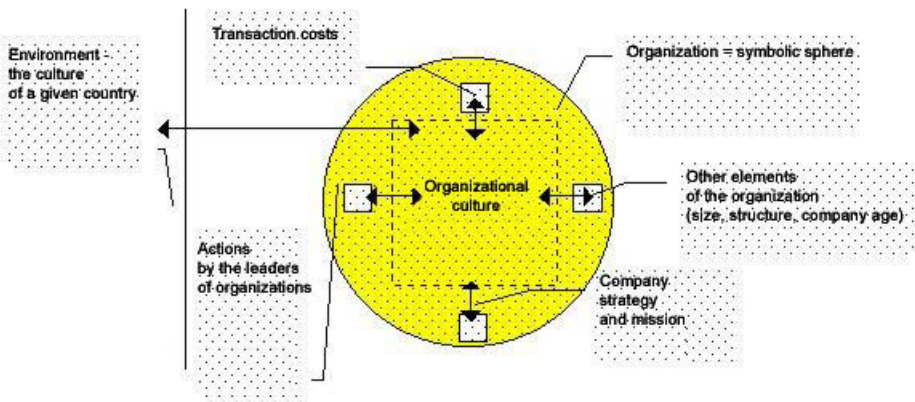 Transaction costs
Environment -
the culture
of a given country
Organization = symbolic sphere
Organizational
culture
Other elements
of the organization
(size, structure, company age)
Actions
by the leaders
of organizations
Company
strategy
and mission